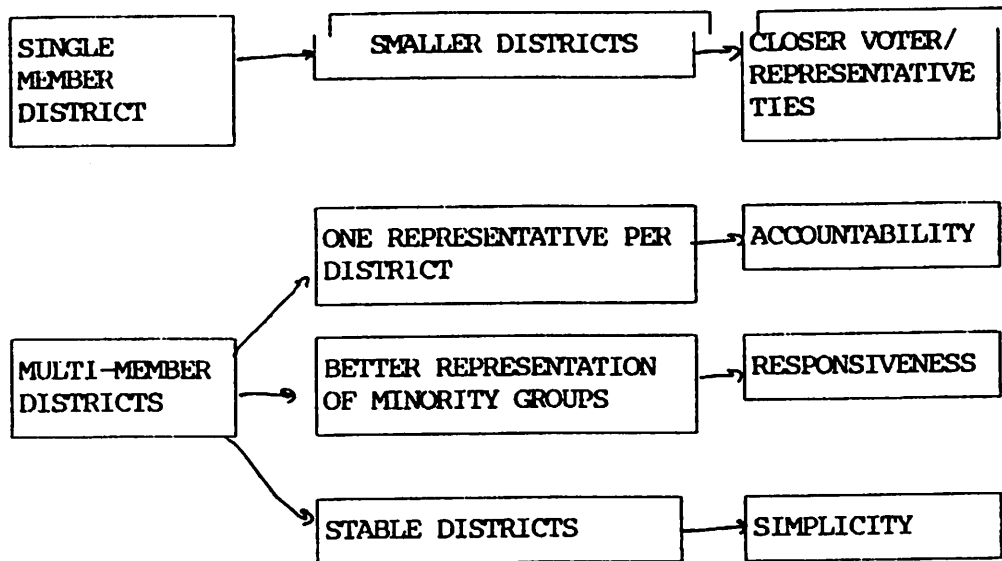 SINGLE
MEMBER
DISTRICT
SMALLER DISTRICTS
CLOSER VOTER/
REPRESENTATIVE
TIES
ONE REPRESENTATIVE PER
DISTRICT
ACCOUNTABILITY
MULTI-MEMBER
DISTRICTS
BETTER REPRESENTATION
OF MINORITY GROUPS
RESPONSIVENESS
STABLE DISTRICTS
SIMPLICITY